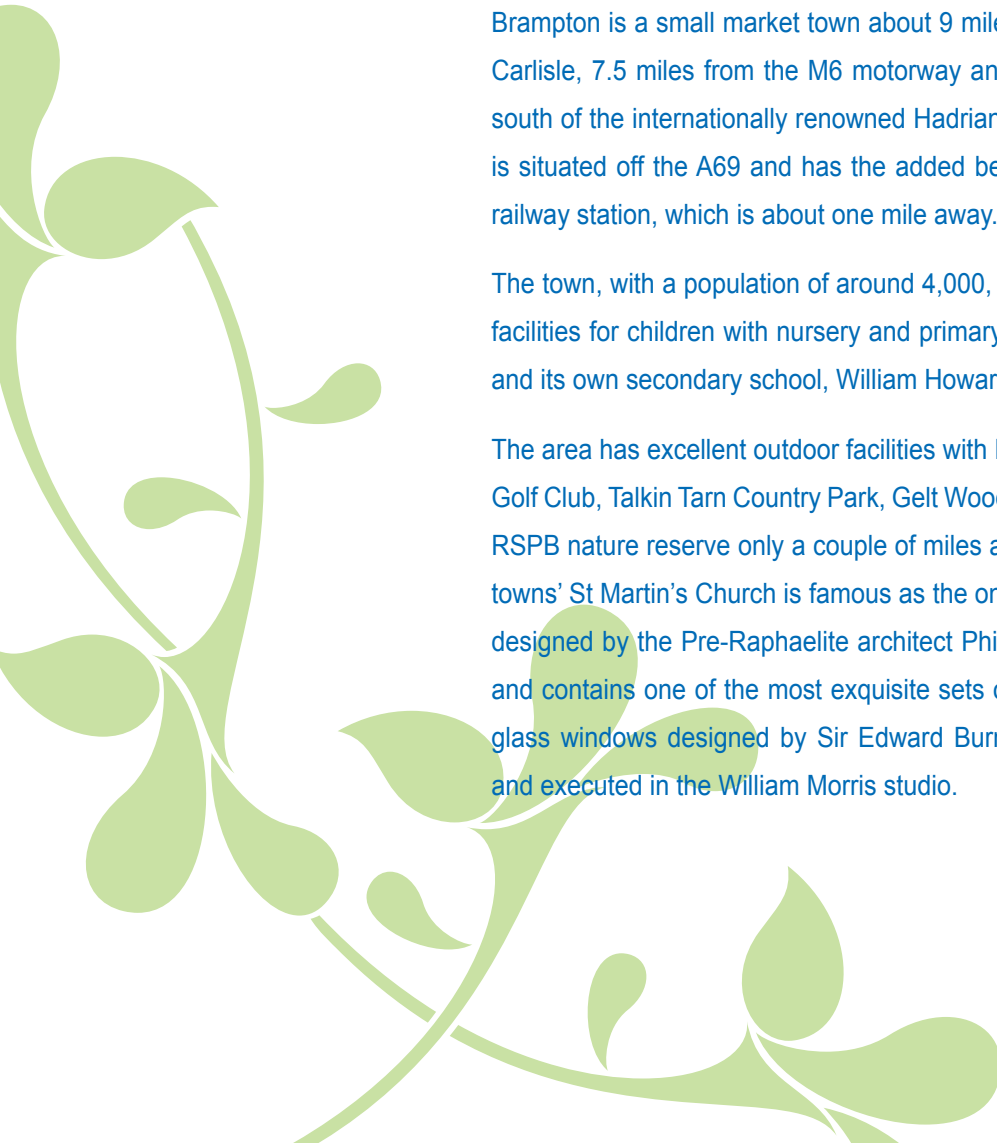 Brampton is a small market town about 9 mile
Carlisle, 7.5 miles from the M6 motorway an
south of the internationally renowned Hadrian
is situated off the A69 and has the added be
railway station, which is about one mile away.
The town, with a population of around 4,000,
facilities for children with nursery and primary
and its own secondary school, William Howar
The area has excellent outdoor facilities with
Golf Club, Talkin Tarn Country Park, Gelt Wood
RSPB nature reserve only a couple of miles a
towns’ St Martin’s Church is famous as the on
designed by the Pre-Raphaelite architect Phi
and contains one of the most exquisite sets o
glass windows designed by Sir Edward Burn
and executed in the William Morris studio.